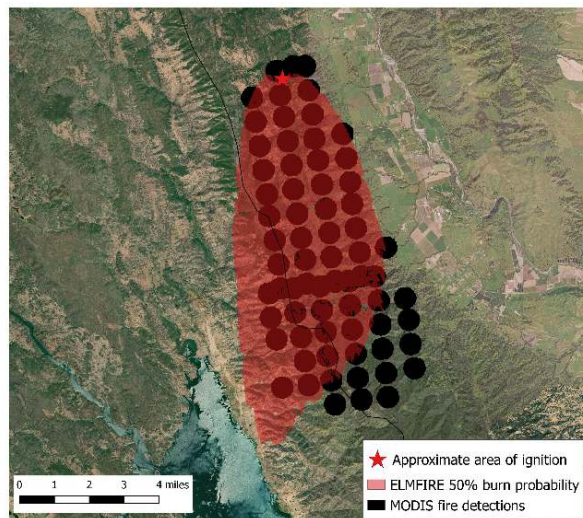 Approximate area of ignition
ELMFIRE 50% burn probability
MODIS fire detections
0 1 2 3 4 miles